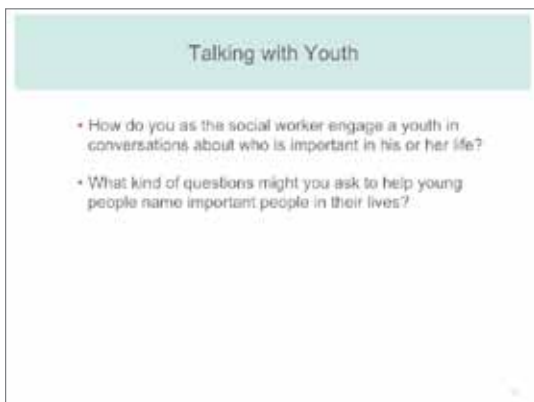 Talking with Youth
• How do you as the social worker engage a youth in
conversations about who is important in his or her life?
• What kind of questions might you ask to help young
people name important people in their lives?